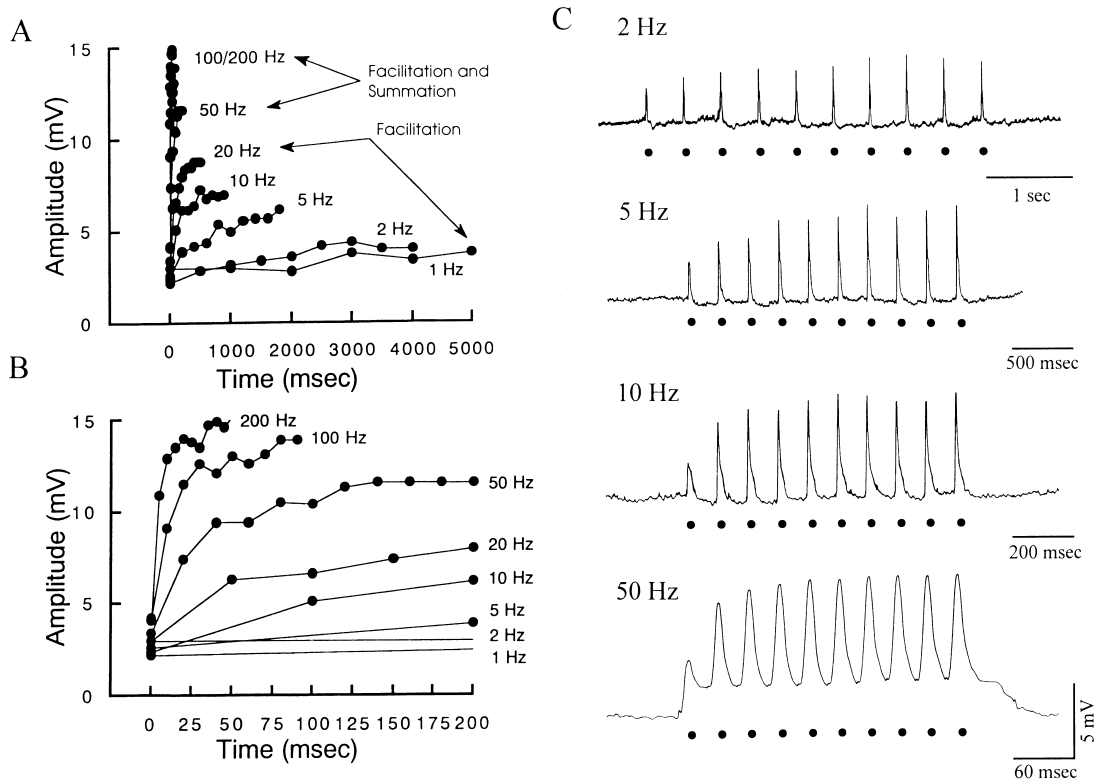 A
15
10
5
0
Amplitude (mV)
100/200 Hz
50 Hz
20 Hz
10 Hz
5 Hz
2 Hz
1 Hz
Facilitation and
Summation
Facilitation
0 1000 2000 3000 4000 5000
Time (msec)
B
15
10
5
0
Amplitude (mV)
200 Hz
100 Hz
50 Hz
20 Hz
10 Hz
5 Hz
2 Hz
1 Hz
0 25 50 75 100 125 150 175 200
Time (msec)
C
2 Hz
1 sec
5 Hz
500 msec
10 Hz
200 msec
50 Hz
5 mV
60 msec